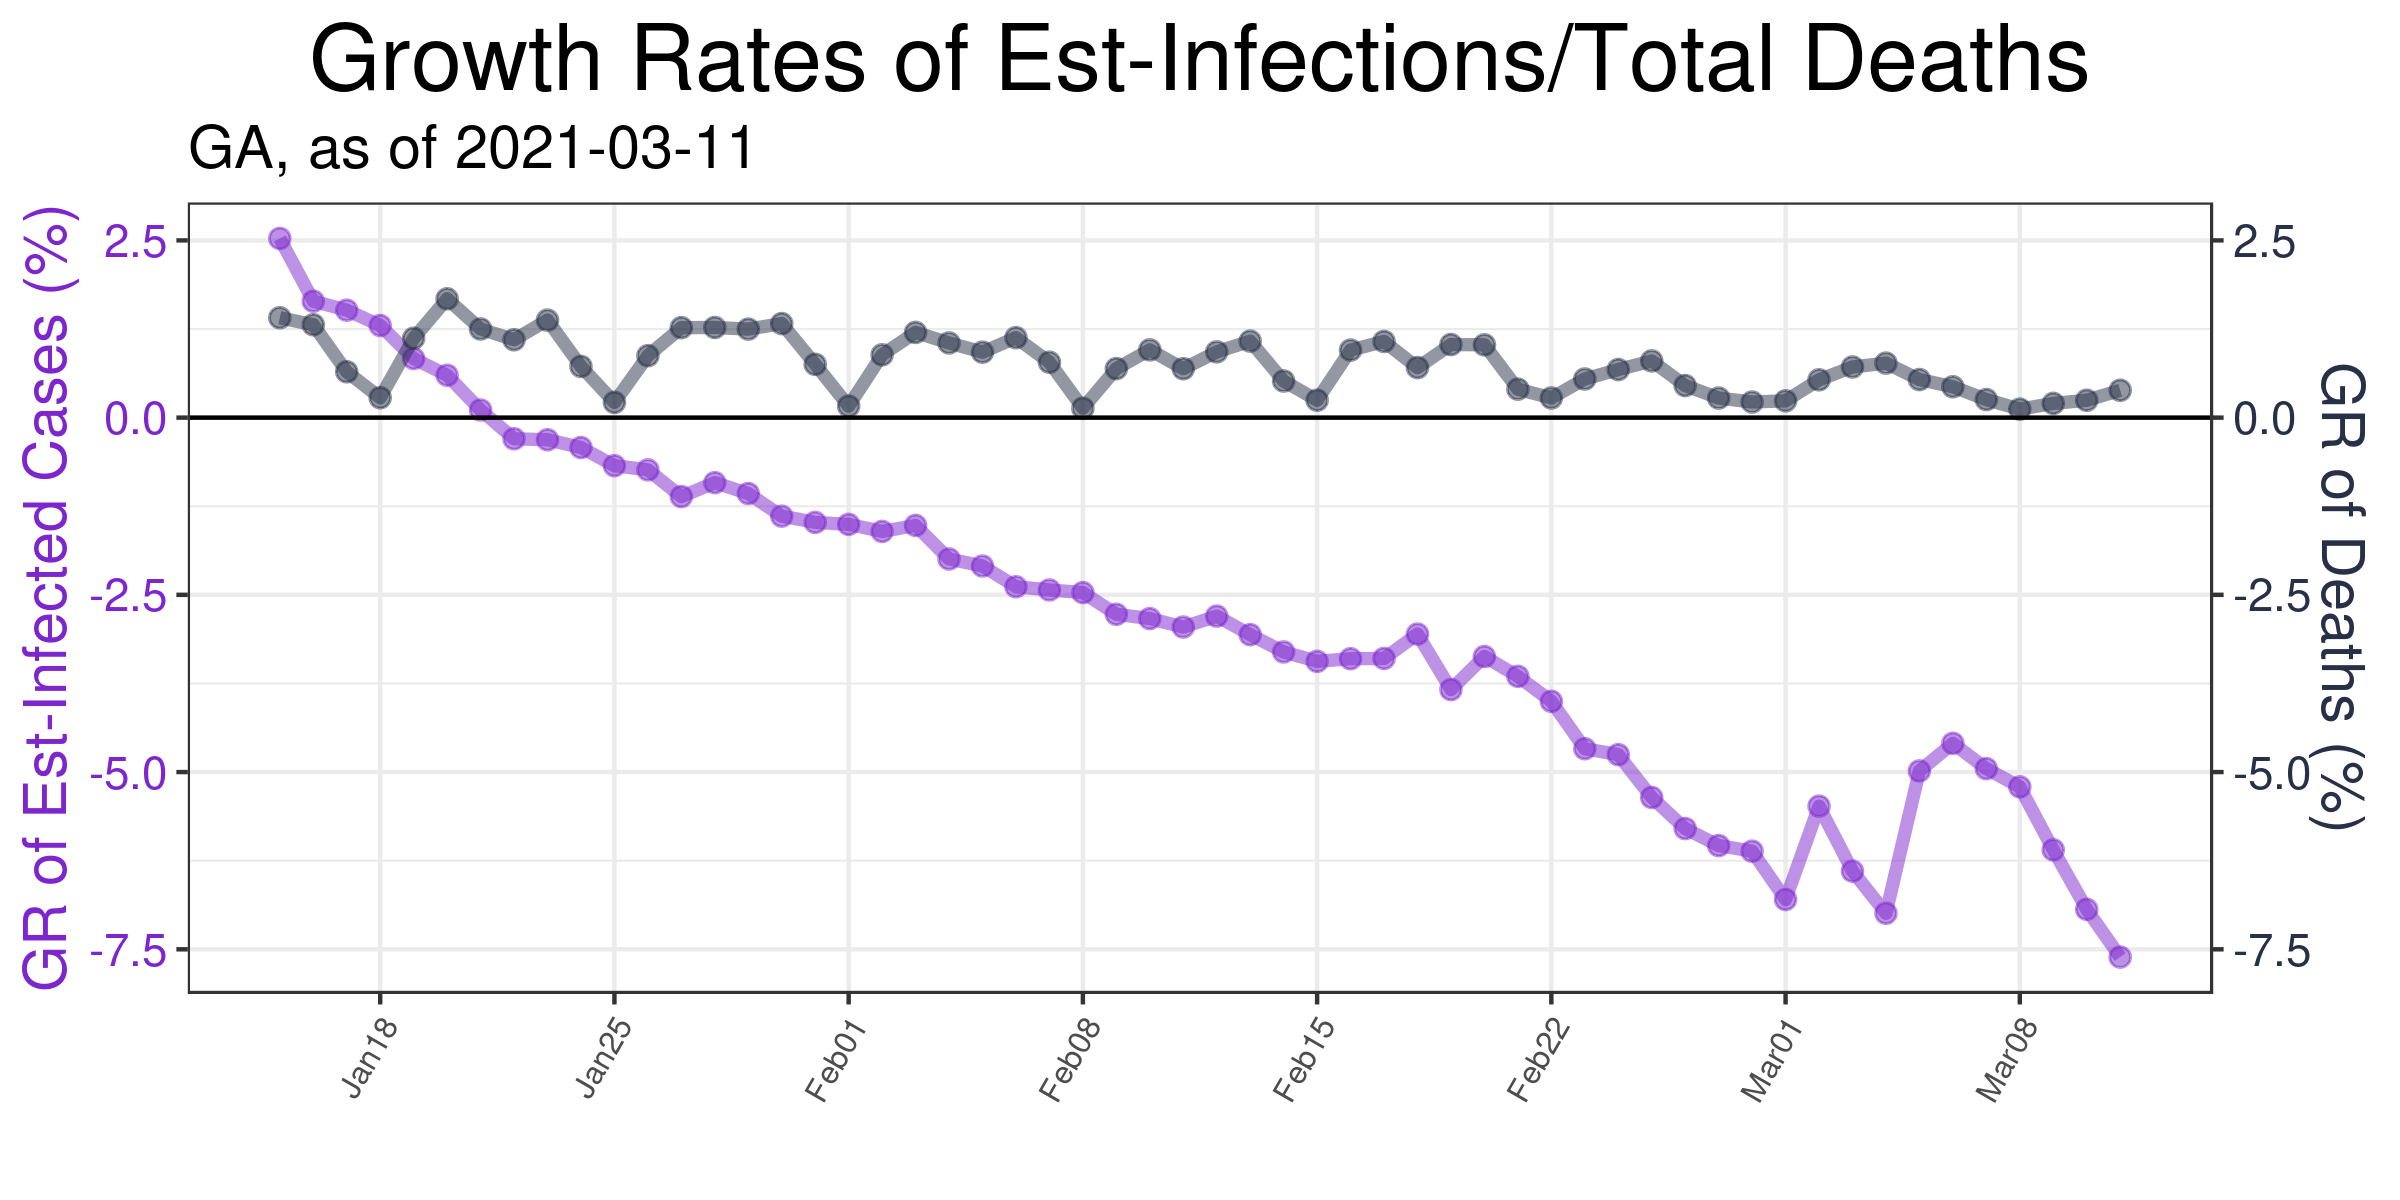 Growth Rates of Est-Infections/Total Deaths
GA, as of 2021-03-11
GR of Est-Infected Cases (%)
2.5
0.0
-2.5
-5.0
-7.5
2.5
0.0
-2.5
-5.0
-7.5
GR of Deaths (%)
Jan18
Jan25
Feb01
Feb08
Feb15
Feb22
Mar01
Mar08